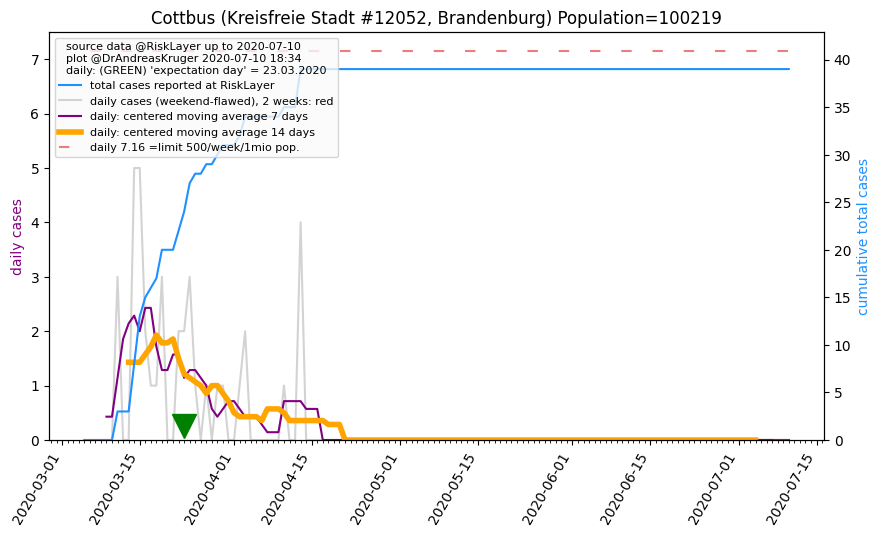 Cottbus (Kreisfreie Stadt #12052, Brandenburg) Population=100219
source data @RiskLayer up to 2020-07-10
plot @DrAndreasKruger 2020-07-10 18:34
daily: (GREEN) 'expectation day' = 23.03.2020
total cases reported at RiskLayer
daily cases (weekend-flawed), 2 weeks: red
daily: centered moving average 7 days
daily: centered moving average 14 days
daily 7.16 =limit 500/week/1mio pop.
daily cases
7
6
5
4
3
2
1
0
cumulative total cases
40
35
30
25
20
15
10
5
0
2020-03-01
2020-03-15
2020-04-01
2020-04-15
2020-05-01
2020-05-15
2020-06-01
2020-06-15
2020-07-01
2020-07-15